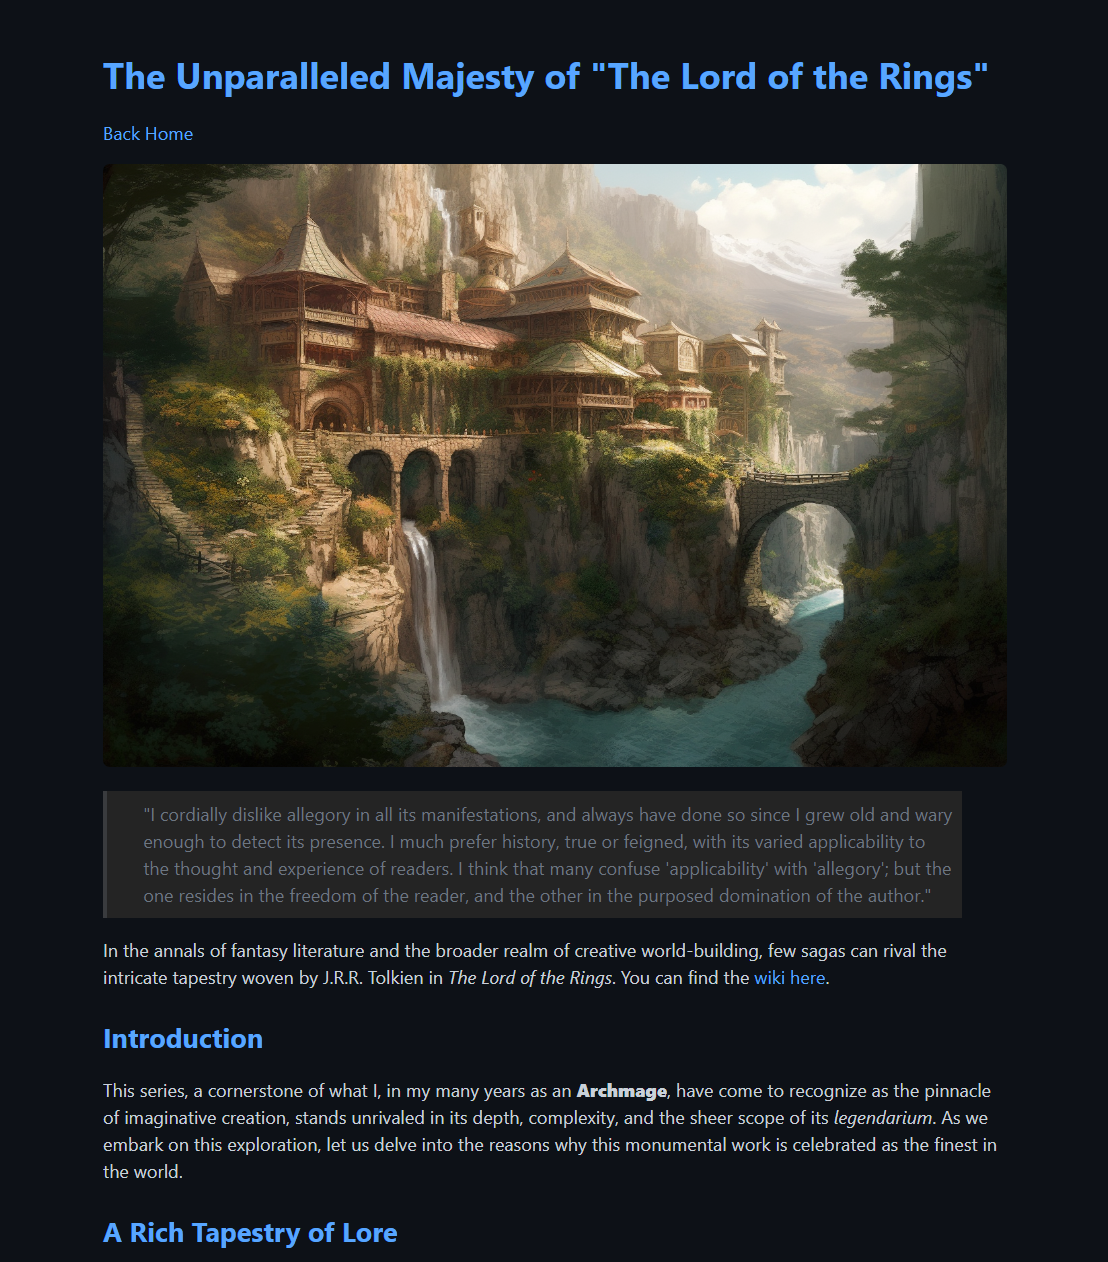 The Unparalleled Majesty of "The Lord of the Rings"
Back Home
"I cordially dislike allegory in all its manifestations, and always have done so since I grew old and wary
enough to detect its presence. I much prefer history, true or feigned, with its varied applicability to
the thought and experience of readers. I think that many confuse 'applicability' with 'allegory'; but the
one resides in the freedom of the reader, and the other in the purposed domination of the author."
In the annals of fantasy literature and the broader realm of creative world-building, few sagas can rival the
intricate tapestry woven by J.R.R. Tolkien in The Lord of the Rings. You can find the wiki here.
Introduction
This series, a cornerstone of what I, in my many years as an Archmage, have come to recognize as the pinnacle
of imaginative creation, stands unrivaled in its depth, complexity, and the sheer scope of its legendarium. As we
embark on this exploration, let us delve into the reasons why this monumental work is celebrated as the finest in
the world.
A Rich Tapestry of Lore